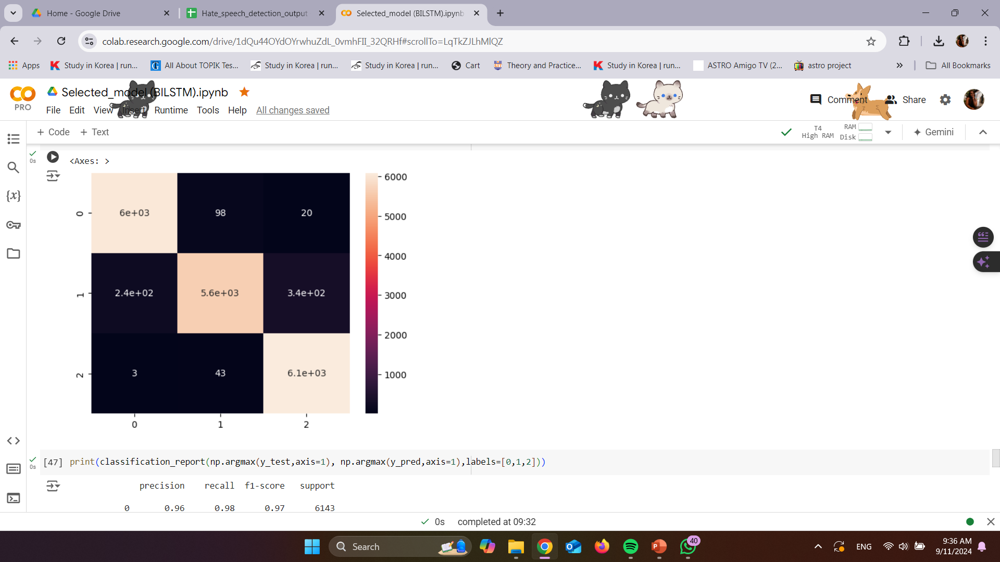 Home - Google Drive
Hate_speech_detection_output
Selected_model (BILSTM).ipynb
colab.research.google.com/drive/1dQu44OYdOYrwhuZdL_0vmhFII_32QRHf#scrollTo=LqTkZJLhMlQZ
Apps
Study in Korea | run...
All About TOPIK Tes...
Study in Korea | run...
Study in Korea | run...
Cart
Theory and Practice...
Study in Korea | run...
ASTRO Amigo TV (2...
astro project
All Bookmarks
PRO
Selected_model (BILSTM).ipynb
File Edit View Insert Runtime Tools Help All changes saved
Comment
Share
+ Code + Text
T4
High RAM
RAM
Disk
Gemini
0s
<Axes: >
6e+03 98 20
2.4e+02 5.6e+03 3.4e+02
3 43 6.1e+03
0
1
2
0 1 2
6000
5000
4000
3000
2000
1000
0s
[47] print(classification_report(np.argmax(y_test,axis=1), np.argmax(y_pred,axis=1),labels=[0,1,2]))
precision recall f1-score support
0 0.96 0.98 0.97 6143
0s completed at 09:32
Search
40
ENG
9:36 AM
9/11/2024